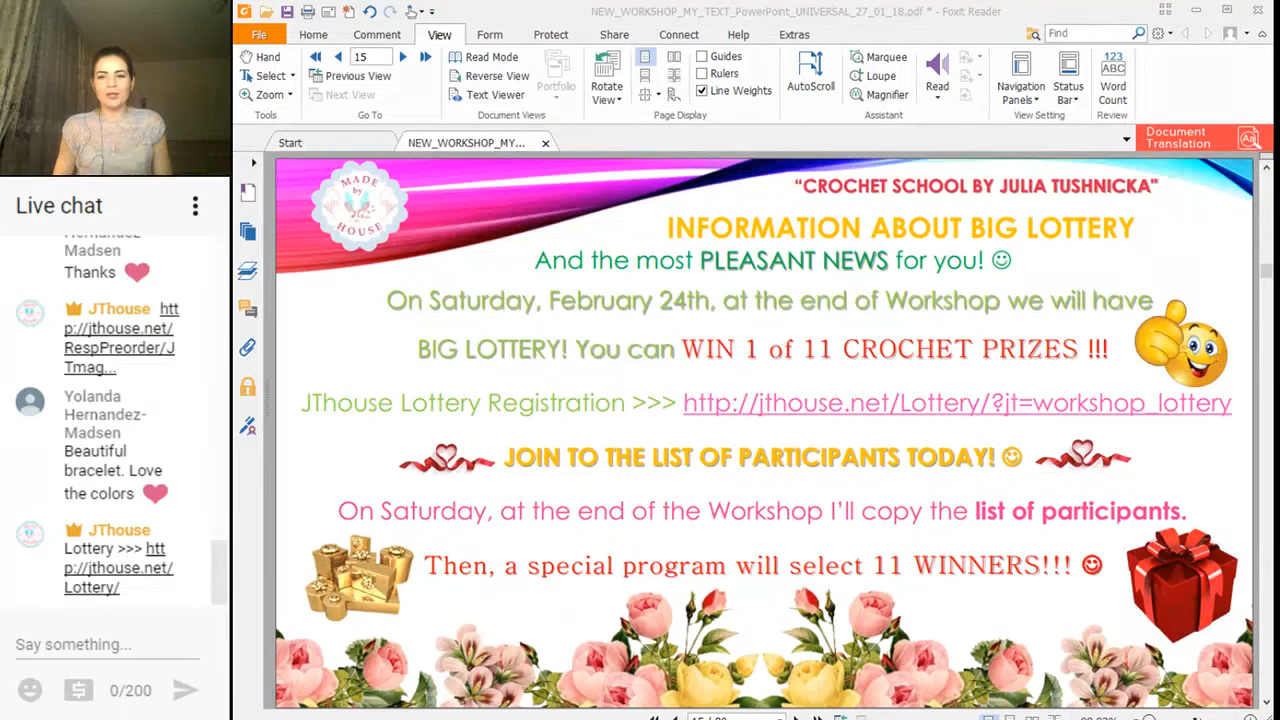 NEW_WORKSHOP_MY_TEXT_PowerPoint_UNIVERSAL_27_01_18.pdf * - Foxit Reader
File Home Comment View Form Protect Share Connect Help Extras
Find
Hand
Select
Zoom
Tools
15
Previous View
Next View
Go To
Read Mode
Reverse View
Text Viewer
Portfolio
Document Views
Rotate
View
Guides
Rulers
Line Weights
Page Display
AutoScroll
Marquee
Loupe
Magnifier
Assistant
Read
Navigation
Panels
Status
Bar
View Setting
123
ABC
Word
Count
Review
Start
NEW_WORKSHOP_MY...
Document
Translation
Live chat
Madsen
Thanks
JThouse htt
p://jthouse.net/
RespPreorder/J
Tmag...
Yolanda
Hernandez-
Madsen
Beautiful
bracelet. Love
the colors
JThouse
Lottery >>> htt
p://jthouse.net/
Lottery/
Say something...
0/200
MADE
by
HOUSE
“CROCHET SCHOOL BY JULIA TUSHNICKA”
INFORMATION ABOUT BIG LOTTERY
And the most PLEASANT NEWS for you! ☺
On Saturday, February 24th, at the end of Workshop we will have
BIG LOTTERY! You can WIN 1 of 11 CROCHET PRIZES !!!
JThouse Lottery Registration >>> http://jthouse.net/Lottery/?jt=workshop_lottery
JOIN TO THE LIST OF PARTICIPANTS TODAY! ☺
On Saturday, at the end of the Workshop I’ll copy the list of participants.
Then, a special program will select 11 WINNERS!!! ☺